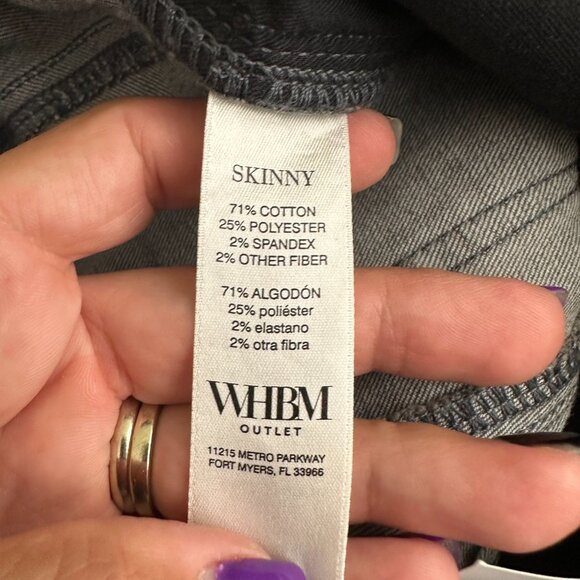 SKINNY
71% COTTON
25% POLYESTER
2% SPANDEX
2% OTHER FIBER
71% ALGODÓN
25% poliéster
2% elastano
2% otra fibra
WHBM
OUTLET
11215 METRO PARKWAY
FORT MYERS, FL 33966